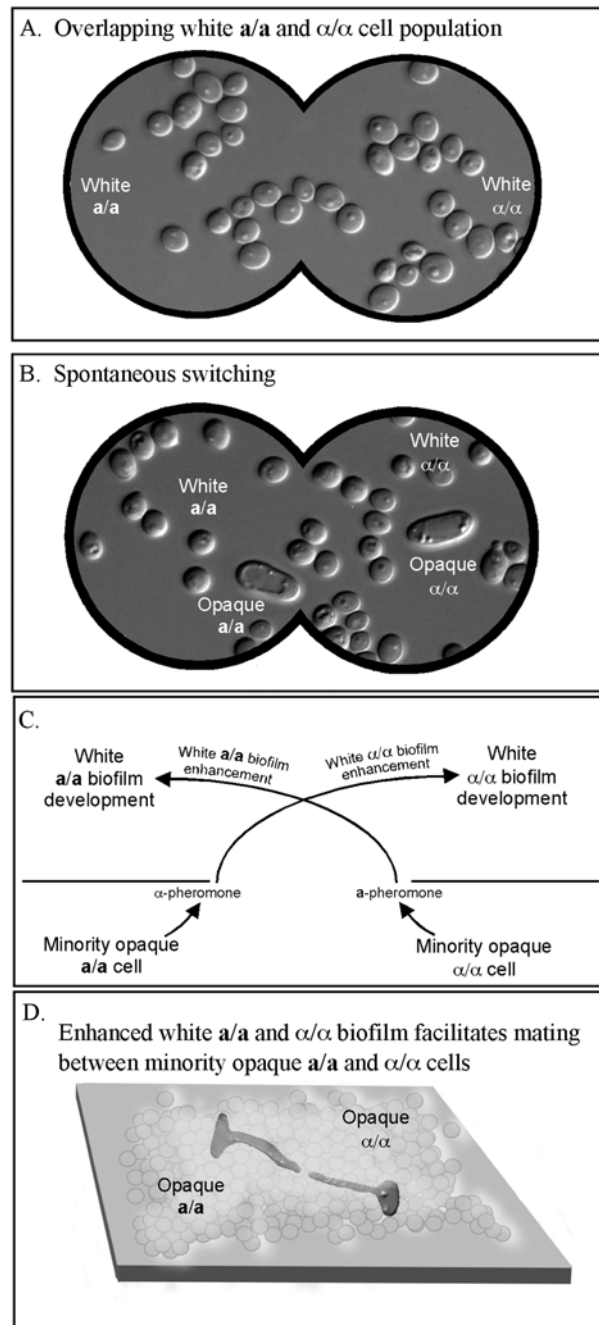 A. Overlapping white a/a and α/α cell population
White
a/a
White
α/α
B. Spontaneous switching
White
α/α
White
a/a
Opaque
α/α
Opaque
a/a
C.
White
a/a biofilm
development
White a/a biofilm
enhancement
White α/α biofilm
enhancement
White
α/α biofilm
development
α-pheromone
a-pheromone
Minority opaque
a/a cell
Minority opaque
α/α cell
D.
Enhanced white a/a and α/α biofilm facilitates mating
between minority opaque a/a and α/α cells
Opaque
α/α
Opaque
a/a